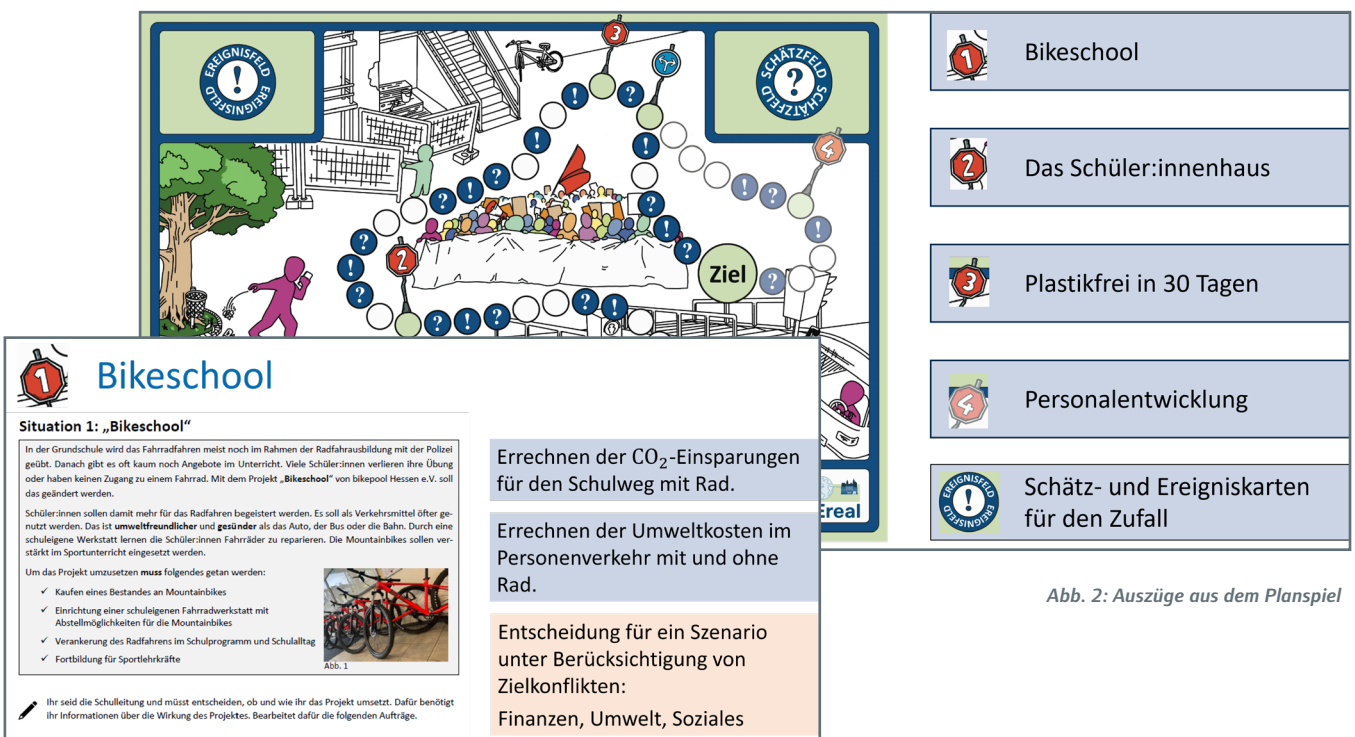 EREIGNISFELD
!
EREIGNISFELD
SCHÄTZFELD
?
SCHÄTZFELD
3
4
2
Ziel
1
Bikeschool
2
Das Schüler:innenhaus
3
Plastikfrei in 30 Tagen
4
Personalentwicklung
EREIGNISFELD
!
EREIGNISFELD
Schätz- und Ereigniskarten
für den Zufall
Abb. 2: Auszüge aus dem Planspiel
1
Bikeschool
Situation 1: „Bikeschool“
In der Grundschule wird das Fahrradfahren meist noch im Rahmen der Radfahrausbildung mit der Polizei
geübt. Danach gibt es oft kaum noch Angebote im Unterricht. Viele Schüler:innen verlieren ihre Übung
oder haben keinen Zugang zu einem Fahrrad. Mit dem Projekt „Bikeschool“ von bikepool Hessen e.V. soll
das geändert werden.
Schüler:innen sollen damit mehr für das Radfahren begeistert werden. Es soll als Verkehrsmittel öfter ge-
nutzt werden. Das ist umweltfreundlicher und gesünder als das Auto, der Bus oder die Bahn. Durch eine
schuleigene Werkstatt lernen die Schüler:innen Fahrräder zu reparieren. Die Mountainbikes sollen ver-
stärkt im Sportunterricht eingesetzt werden.
Um das Projekt umzusetzen muss folgendes getan werden:
✓ Kaufen eines Bestandes an Mountainbikes
✓ Einrichtung einer schuleigenen Fahrradwerkstatt mit
Abstellmöglichkeiten für die Mountainbikes
✓ Verankerung des Radfahrens im Schulprogramm und Schulalltag
✓ Fortbildung für Sportlehrkräfte
Abb. 1
Ihr seid die Schulleitung und müsst entscheiden, ob und wie ihr das Projekt umsetzt. Dafür benötigt
ihr Informationen über die Wirkung des Projektes. Bearbeitet dafür die folgenden Aufträge.
Errechnen der CO₂-Einsparungen
für den Schulweg mit Rad.
Errechnen der Umweltkosten im
Personenverkehr mit und ohne
Rad.
Entscheidung für ein Szenario
unter Berücksichtigung von
Zielkonflikten:
Finanzen, Umwelt, Soziales